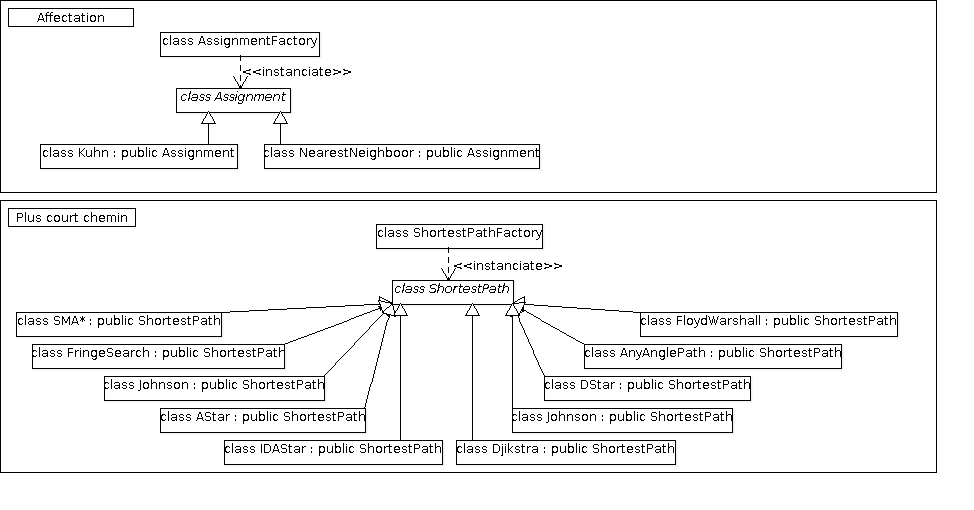 Affectation
class AssignmentFactory
<<instanciate>>
class Assignment
class Kuhn : public Assignment
class NearestNeighboor : public Assignment
Plus court chemin
class ShortestPathFactory
<<instanciate>>
class ShortestPath
class SMA* : public ShortestPath
class FloydWarshall : public ShortestPath
class FringeSearch : public ShortestPath
class AnyAnglePath : public ShortestPath
class Johnson : public ShortestPath
class DStar : public ShortestPath
class AStar : public ShortestPath
class Johnson : public ShortestPath
class IDAStar : public ShortestPath
class Djikstra : public ShortestPath